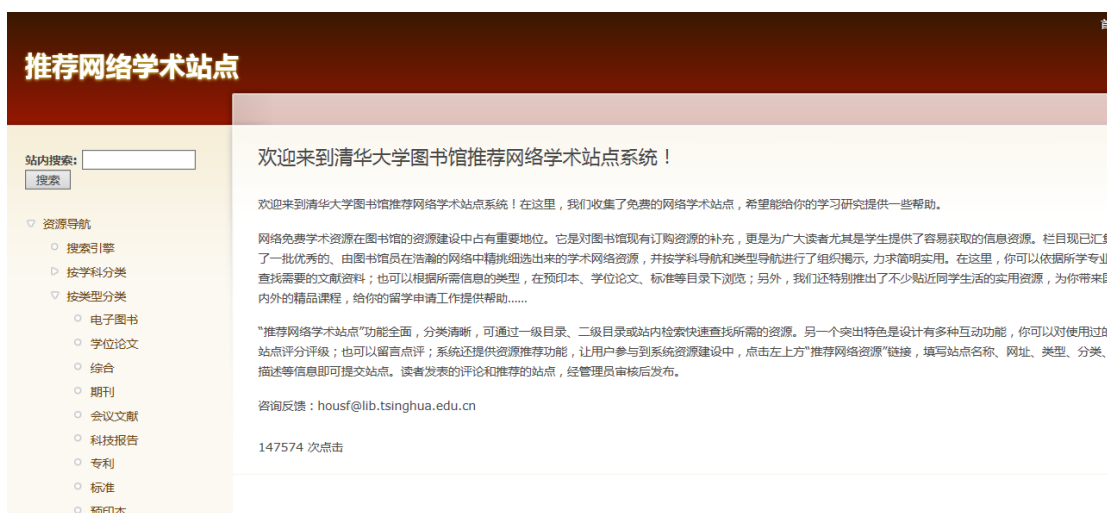 推荐网络学术站点
站内搜索:
搜索
资源导航
搜索引擎
按学科分类
按类型分类
电子图书
学位论文
综合
期刊
会议文献
科技报告
专利
标准
预印本
欢迎来到清华大学图书馆推荐网络学术站点系统！
欢迎来到清华大学图书馆推荐网络学术站点系统！在这里，我们收集了免费的网络学术站点，希望能给你的学习研究提供一些帮助。
网络免费学术资源在图书馆的资源建设中占有重要地位。它是对图书馆现有订购资源的补充，更是为广大读者尤其是学生提供了容易获取的信息资源。栏目现已汇
了一批优秀的、由图书馆员在浩瀚的网络中精挑细选出来的学术网络资源，并按学科导航和类型导航进行了组织揭示，力求简明实用。在这里，你可以依据所学专业
查找需要的文献资料；也可以根据所需信息的类型，在预印本、学位论文、标准等目录下浏览；另外，我们还特别推出了不少贴近同学生活的实用资源，为你带来
内外的精品课程，给你的留学申请工作提供帮助......
“推荐网络学术站点”功能全面，分类清晰，可通过一级目录、二级目录或站内检索快速查找所需的资源。另一个突出特色是设计有多种互动功能，你可以对使用过的
站点评分评级；也可以留言点评；系统还提供资源推荐功能，让用户参与到系统资源建设中，点击左上方“推荐网络资源”链接，填写站点名称、网址、类型、分类、
描述等信息即可提交站点。读者发表的评论和推荐的站点，经管理员审核后发布。
咨询反馈：housf@lib.tsinghua.edu.cn
147574 次点击